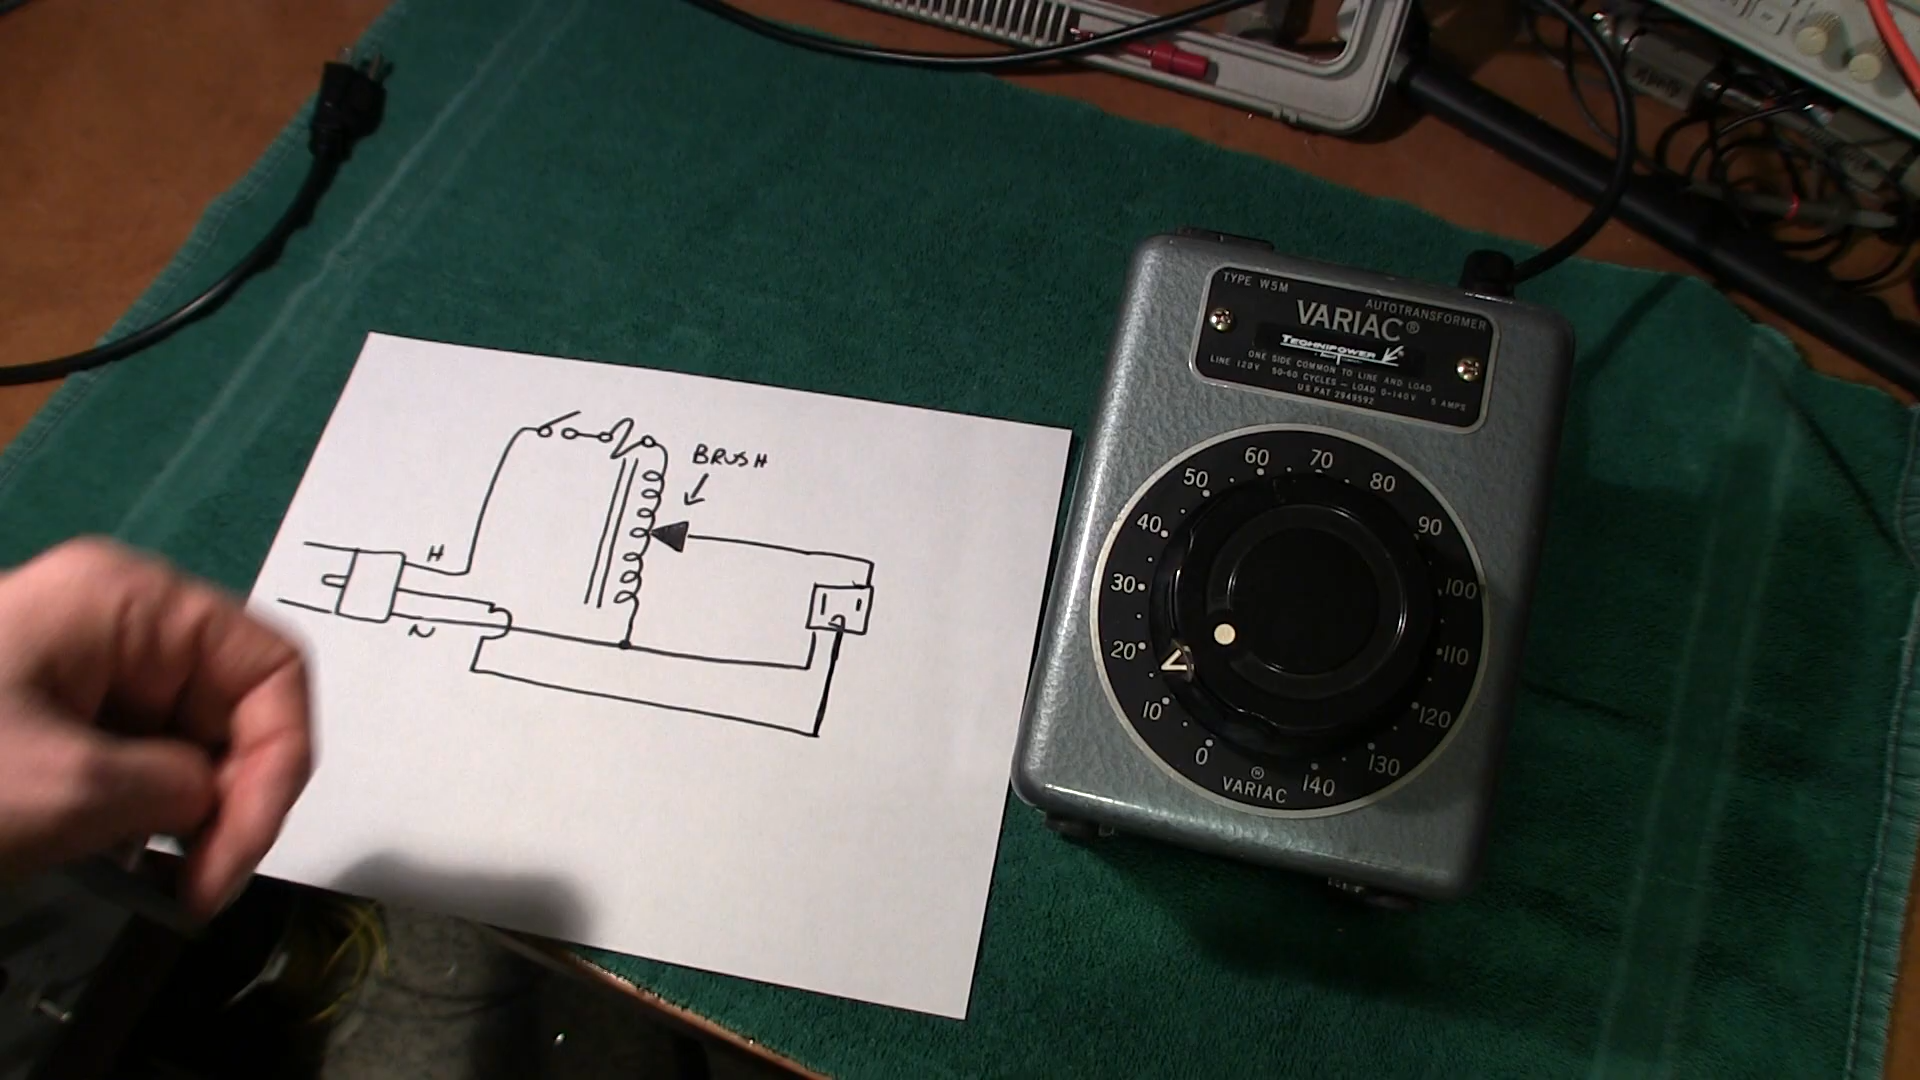 BRUSH
H
N
TYPE W5M
AUTOTRANSFORMER
VARIAC®
TECHNIPOWER
ONE SIDE COMMON TO LINE AND LOAD
LINE 120V 50-60 CYCLES — LOAD 0-140V 5 AMPS
US PAT 2949592
0
10
20
30
40
50
60
70
80
90
100
110
120
130
140
VARIAC